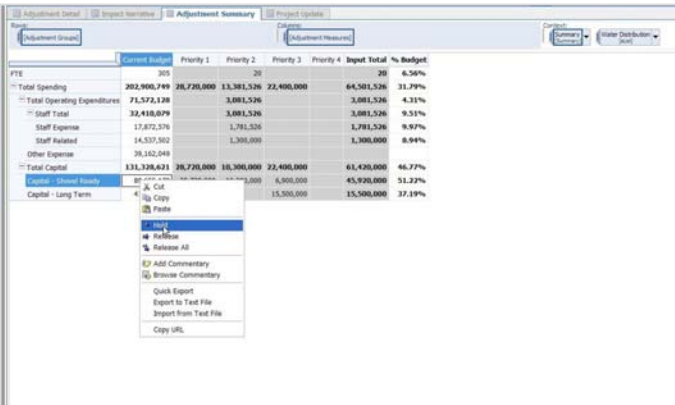 Adjustment Detail Impact Narrative Adjustment Summary Project Update
Rows: Columns: Context:
[Adjustment Groups] [Adjustment Measures] Summary [Summary] Water Distribution
Current Budget Priority 1 Priority 2 Priority 3 Priority 4 Input Total % Budget
FTE 305 20 20 6.56%
Total Spending 202,900,749 28,720,000 13,381,526 22,400,000 64,501,526 31.79%
Total Operating Expenditures 71,572,128 3,081,526 3,081,526 4.31%
Staff Total 32,410,079 3,081,526 3,081,526 9.51%
Staff Expense 17,872,576 1,781,526 1,781,526 9.97%
Staff Related 14,537,502 1,300,000 1,300,000 8.94%
Other Expense 39,162,048
Total Capital 131,328,621 28,720,000 10,300,000 22,400,000 61,420,000 46.77%
Capital - Shovel Ready 6,900,000 45,920,000 51.22%
Capital - Long Term 15,500,000 15,500,000 37.19%
Cut
Copy
Paste
Hold
Release
Release All
Add Commentary
Browse Commentary
Quick Export
Export to Text File
Import from Text File
Copy URL